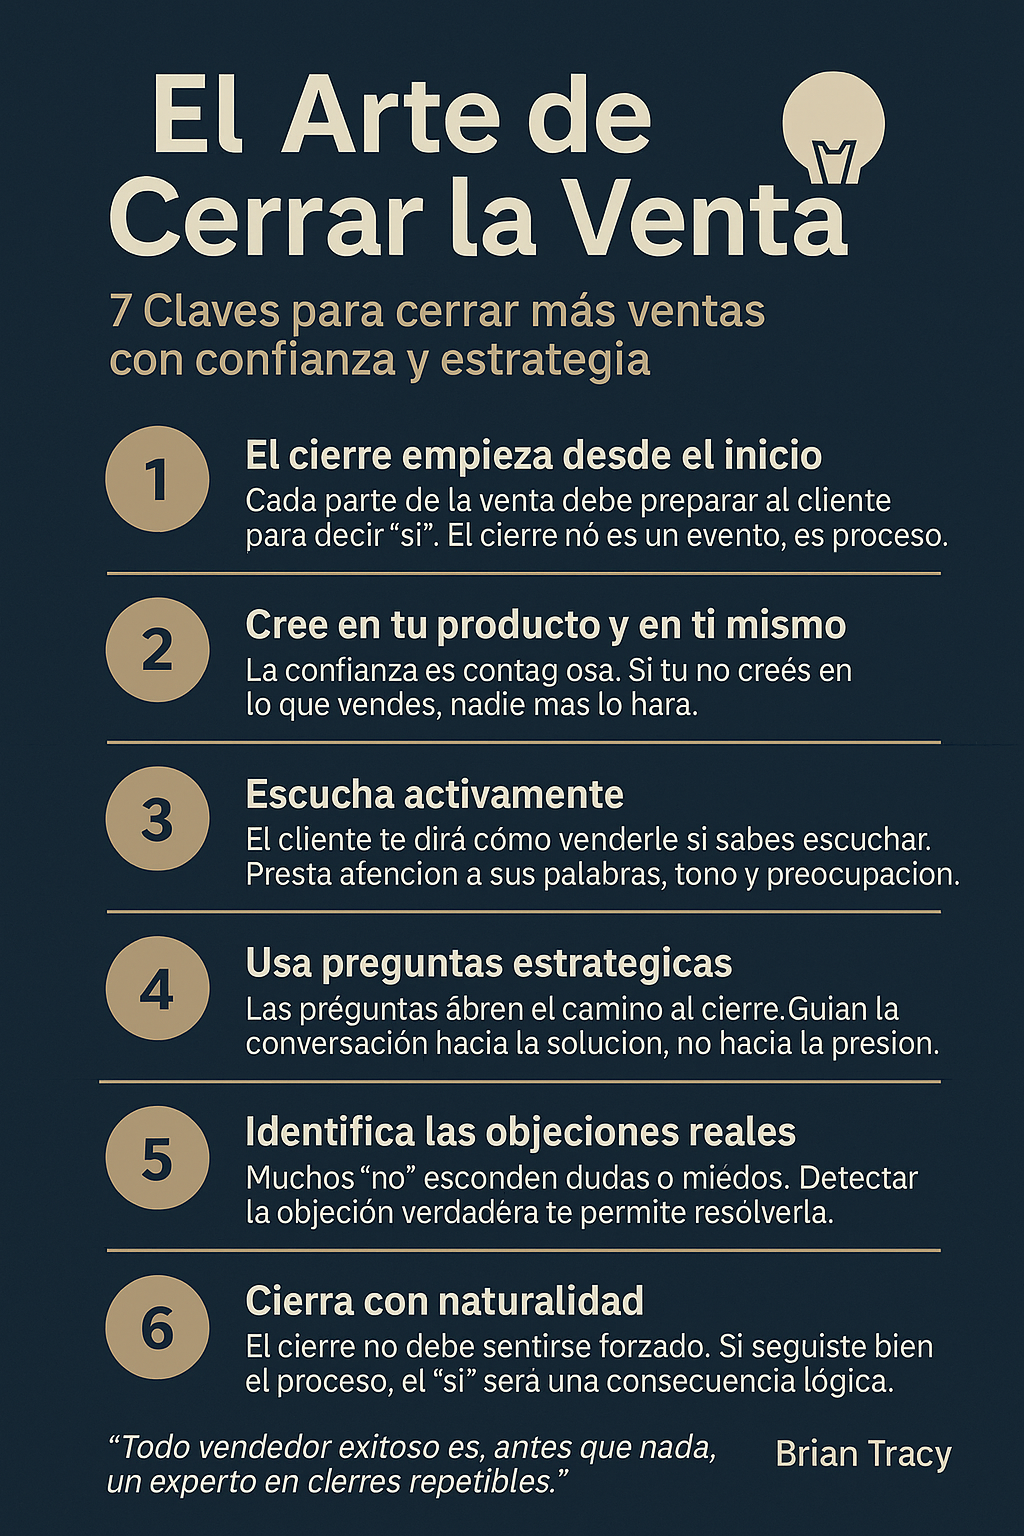 El Arte de
Cerrar la Venta
7 Claves para cerrar más ventas
con confianza y estrategia
1
El cierre empieza desde el inicio
Cada parte de la venta debe preparar al cliente
para decir “si”. El cierre nó es un evento, es proceso.
2
Cree en tu producto y en ti mismo
La confianza es contag osa. Si tu no creés en
lo que vendes, nadie mas lo hara.
3
Escucha activamente
El cliente te dirá cómo venderle si sabes escuchar.
Presta atencion a sus palabras, tono y preocupacion.
4
Usa preguntas estrategicas
Las préguntas ábren el camino al cierre.Guian la
conversación hacia la solucion, no hacia la presion.
5
Identifica las objeciones reales
Muchos “no” esconden dudas o miédos. Detectar
la objeción verdadéra te permite resólverla.
6
Cierra con naturalidad
El cierre no debe sentirse forzado. Si seguiste bien
el proceso, el “si” será una consecuencia lógica.
“Todo vendedor exitoso es, antes que nada,
un experto en clerres repetibles.”
Brian Tracy